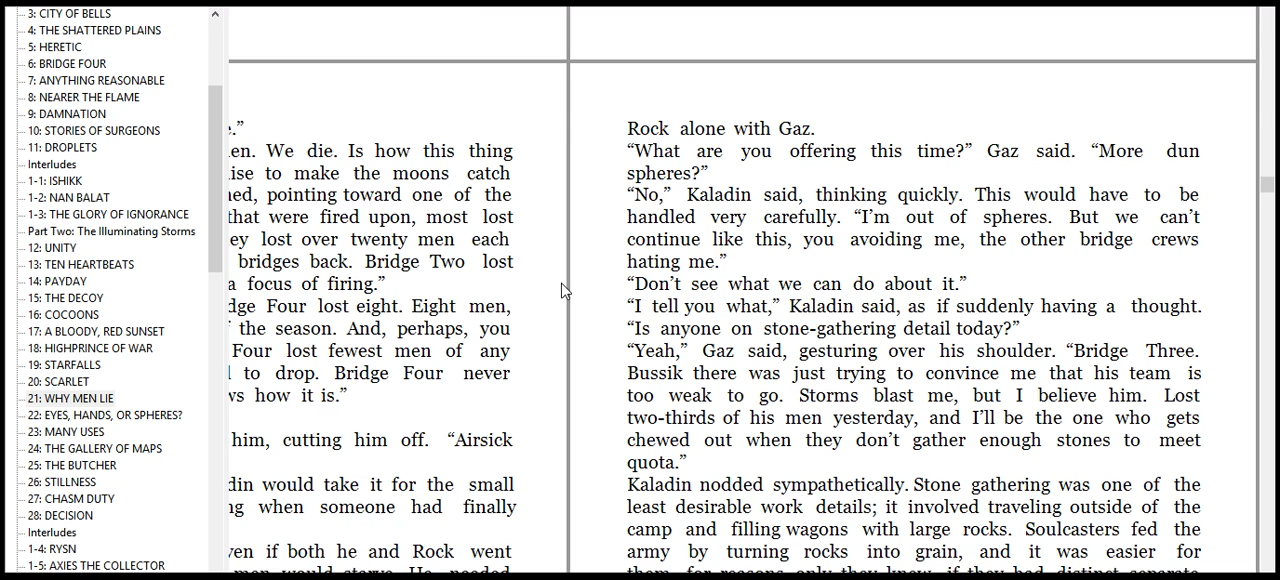 3: CITY OF BELLS
4: THE SHATTERED PLAINS
5: HERETIC
6: BRIDGE FOUR
7: ANYTHING REASONABLE
8: NEARER THE FLAME
9: DAMNATION
10: STORIES OF SURGEONS
11: DROPLETS
Interludes
1-1: ISHIKK
1-2: NAN BALAT
1-3: THE GLORY OF IGNORANCE
Part Two: The Illuminating Storms
12: UNITY
13: TEN HEARTBEATS
14: PAYDAY
15: THE DECOY
16: COCOONS
17: A BLOODY, RED SUNSET
18: HIGHPRINCE OF WAR
19: STARFALLS
20: SCARLET
21: WHY MEN LIE
22: EYES, HANDS, OR SPHERES?
23: MANY USES
24: THE GALLERY OF MAPS
25: THE BUTCHER
26: STILLNESS
27: CHASM DUTY
28: DECISION
Interludes
1-4: RYSN
1-5: AXIES THE COLLECTOR
e.”
en. We die. Is how this thing
ise to make the moons catch
ned, pointing toward one of the
that were fired upon, most lost
ey lost over twenty men each
bridges back. Bridge Two lost
a focus of firing.”
dge Four lost eight. Eight men,
the season. And, perhaps, you
Four lost fewest men of any
to drop. Bridge Four never
ws how it is.”
him, cutting him off. “Airsick
din would take it for the small
ng when someone had finally
ven if both he and Rock went
men would starve. He needed
Rock alone with Gaz.
“What are you offering this time?” Gaz said. “More dun
spheres?”
“No,” Kaladin said, thinking quickly. This would have to be
handled very carefully. “I’m out of spheres. But we can’t
continue like this, you avoiding me, the other bridge crews
hating me.”
“Don’t see what we can do about it.”
“I tell you what,” Kaladin said, as if suddenly having a thought.
“Is anyone on stone-gathering detail today?”
“Yeah,” Gaz said, gesturing over his shoulder. “Bridge Three.
Bussik there was just trying to convince me that his team is
too weak to go. Storms blast me, but I believe him. Lost
two-thirds of his men yesterday, and I’ll be the one who gets
chewed out when they don’t gather enough stones to meet
quota.”
Kaladin nodded sympathetically. Stone gathering was one of the
least desirable work details; it involved traveling outside of the
camp and filling wagons with large rocks. Soulcasters fed the
army by turning rocks into grain, and it was easier for
them—for reasons only they knew—if they had distinct, separate